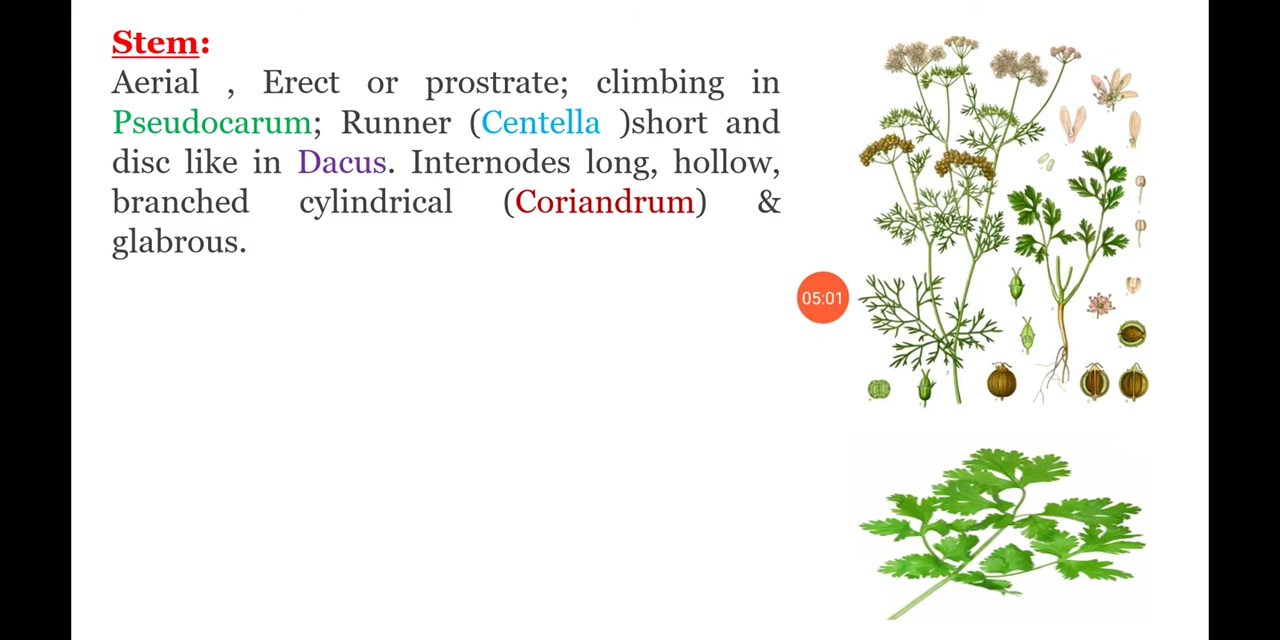 Stem:
Aerial , Erect or prostrate; climbing in
Pseudocarum; Runner (Centella )short and
disc like in Dacus. Internodes long, hollow,
branched cylindrical (Coriandrum) &
glabrous.
05:01